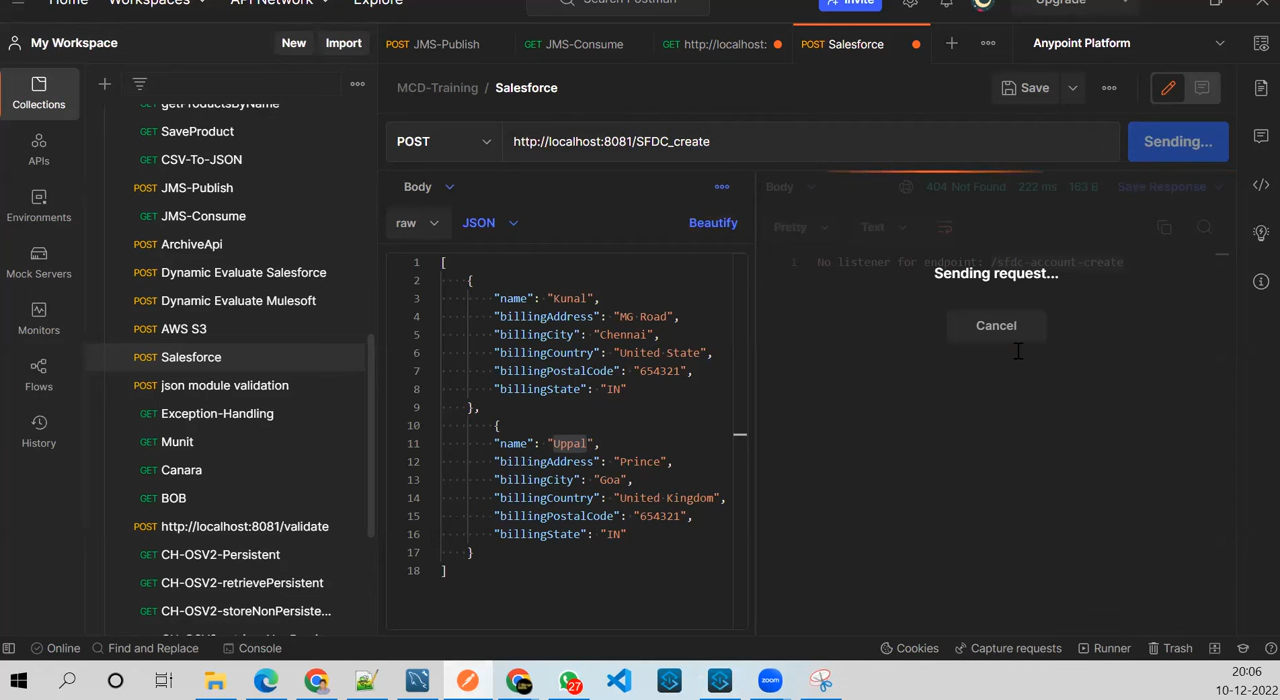 Home Workspaces API Network Explore Search Postman Invite Upgrade
My Workspace New Import POST JMS-Publish GET JMS-Consume GET http://localhost: POST Salesforce Anypoint Platform
Collections
APIs
Environments
Mock Servers
Monitors
Flows
History
getProductsByName
GET SaveProduct
GET CSV-To-JSON
POST JMS-Publish
GET JMS-Consume
POST ArchiveApi
POST Dynamic Evaluate Salesforce
POST Dynamic Evaluate Mulesoft
GET AWS S3
POST Salesforce
POST json module validation
GET Exception-Handling
GET Munit
GET Canara
GET BOB
POST http://localhost:8081/validate
GET CH-OSV2-Persistent
GET CH-OSV2-retrievePersistent
GET CH-OSV2-storeNonPersiste...
MCD-Training / Salesforce Save
POST http://localhost:8081/SFDC_create Sending...
Body
raw JSON Beautify
1 [
2 {
3 "name": "Kunal",
4 "billingAddress": "MG Road",
5 "billingCity": "Chennai",
6 "billingCountry": "United State",
7 "billingPostalCode": "654321",
8 "billingState": "IN"
9 },
10 {
11 "name": "Uppal",
12 "billingAddress": "Prince",
13 "billingCity": "Goa",
14 "billingCountry": "United Kingdom",
15 "billingPostalCode": "654321",
16 "billingState": "IN"
17 }
18 ]
Body 404 Not Found 222 ms 163 B Save Response
Pretty Text
1 No listener for endpoint: /sfdc-account-create
Sending request...
Cancel
Online Find and Replace Console Cookies Capture requests Runner Trash
27 zoom
20:06
10-12-202